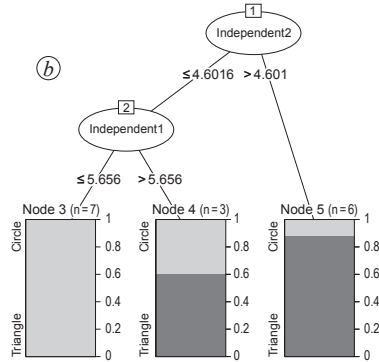 b
1
Independent2
≤4.6016 >4.601
2
Independent1
≤5.656 >5.656
Node 3 (n=7) Node 4 (n=3) Node 5 (n=6)
Circle 1 Circle 1 Circle 1
0.8 0.8 0.8
0.6 0.6 0.6
0.4 0.4 0.4
0.2 0.2 0.2
Triangle 0 Triangle 0 Triangle 0